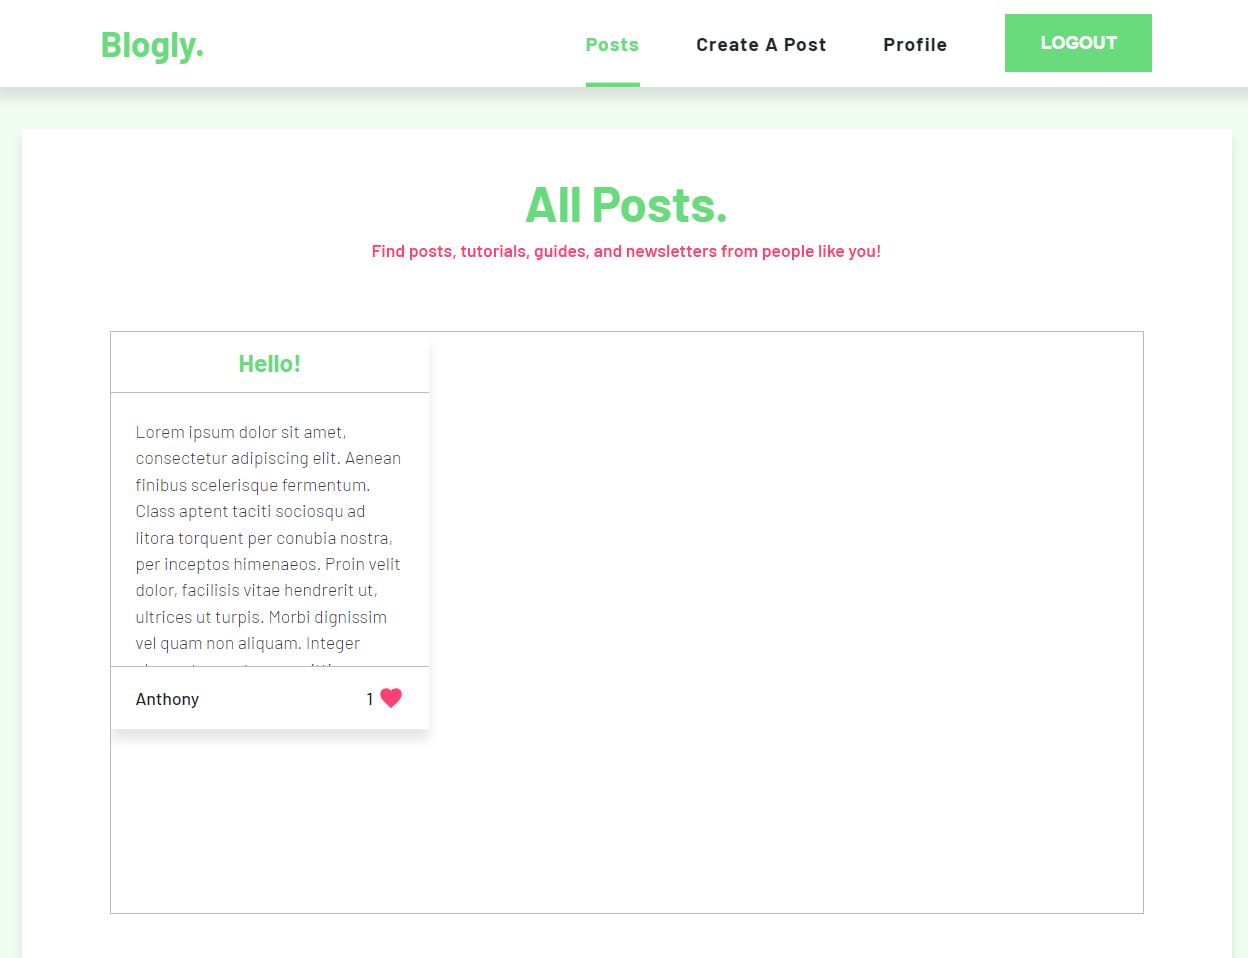 Blogly.
Posts
Create A Post
Profile
LOGOUT
All Posts.
Find posts, tutorials, guides, and newsletters from people like you!
Hello!
Lorem ipsum dolor sit amet,
consectetur adipiscing elit. Aenean
finibus scelerisque fermentum.
Class aptent taciti sociosqu ad
litora torquent per conubia nostra,
per inceptos himenaeos. Proin velit
dolor, facilisis vitae hendrerit ut,
ultrices ut turpis. Morbi dignissim
vel quam non aliquam. Integer
Anthony
1